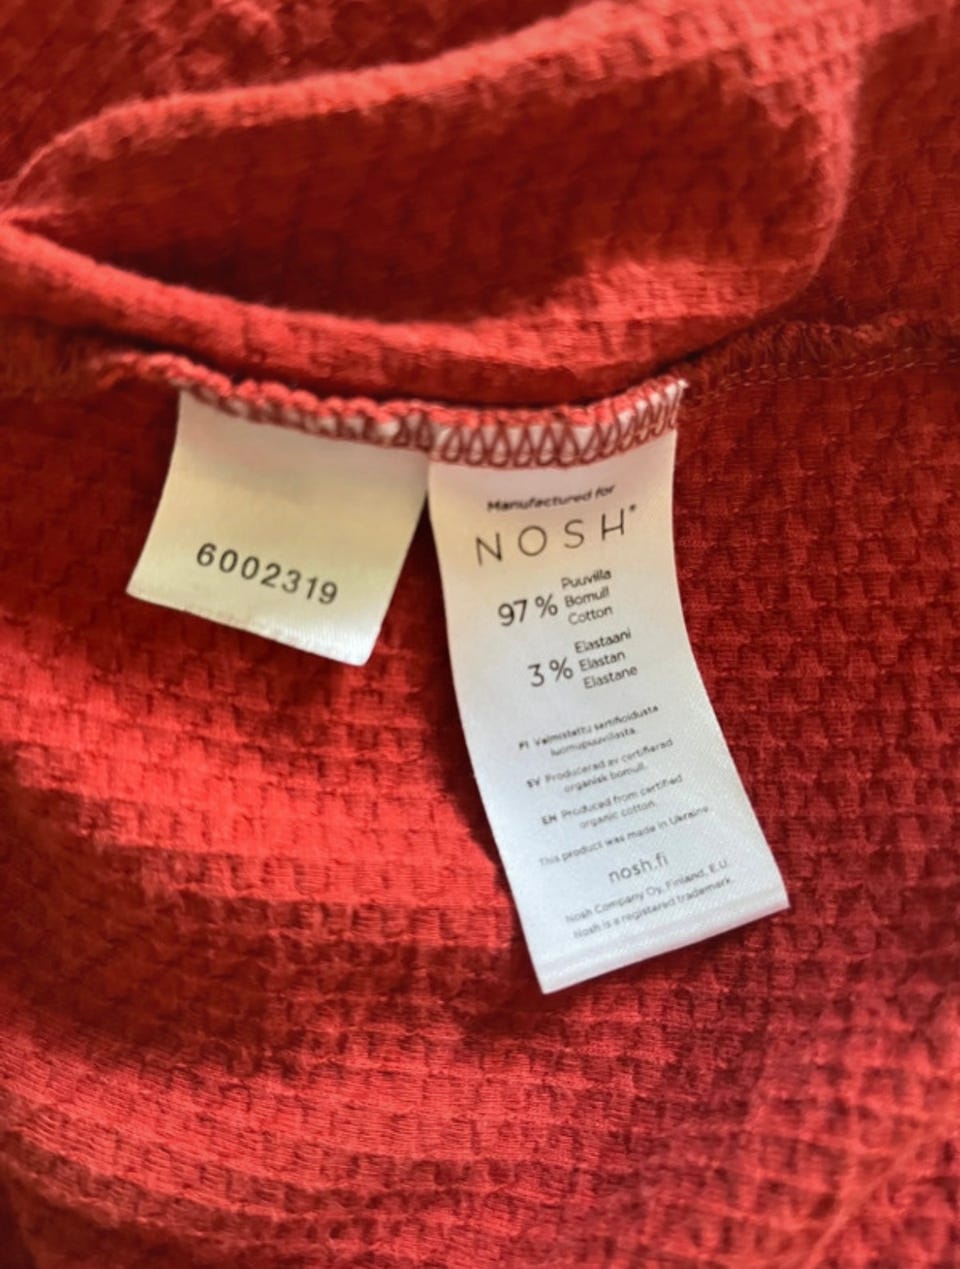 6002319
Manufactured for
NOSH®
97 %
Puuvilla
Bomull
Cotton
3 %
Elastaani
Elastan
Elastane
FI Valmistettu sertifioidusta
luomupuuvillasta.
SV Producerad av certifierad
organisk bomull.
EN Produced from certified
organic cotton.
This product was made in Ukraine.
nosh.fi
Nosh Company Oy, Finland, E.U.
Nosh is a registered trademark.